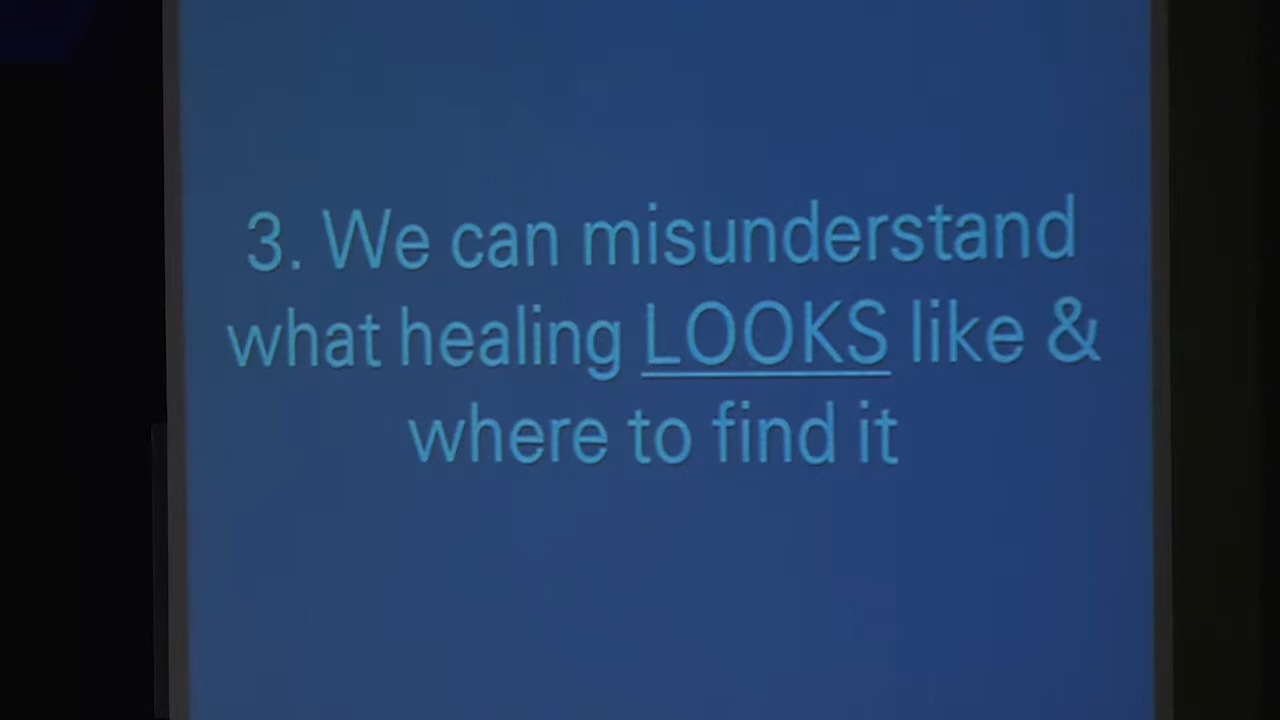 3. We can misunderstand
what healing LOOKS like &
where to find it